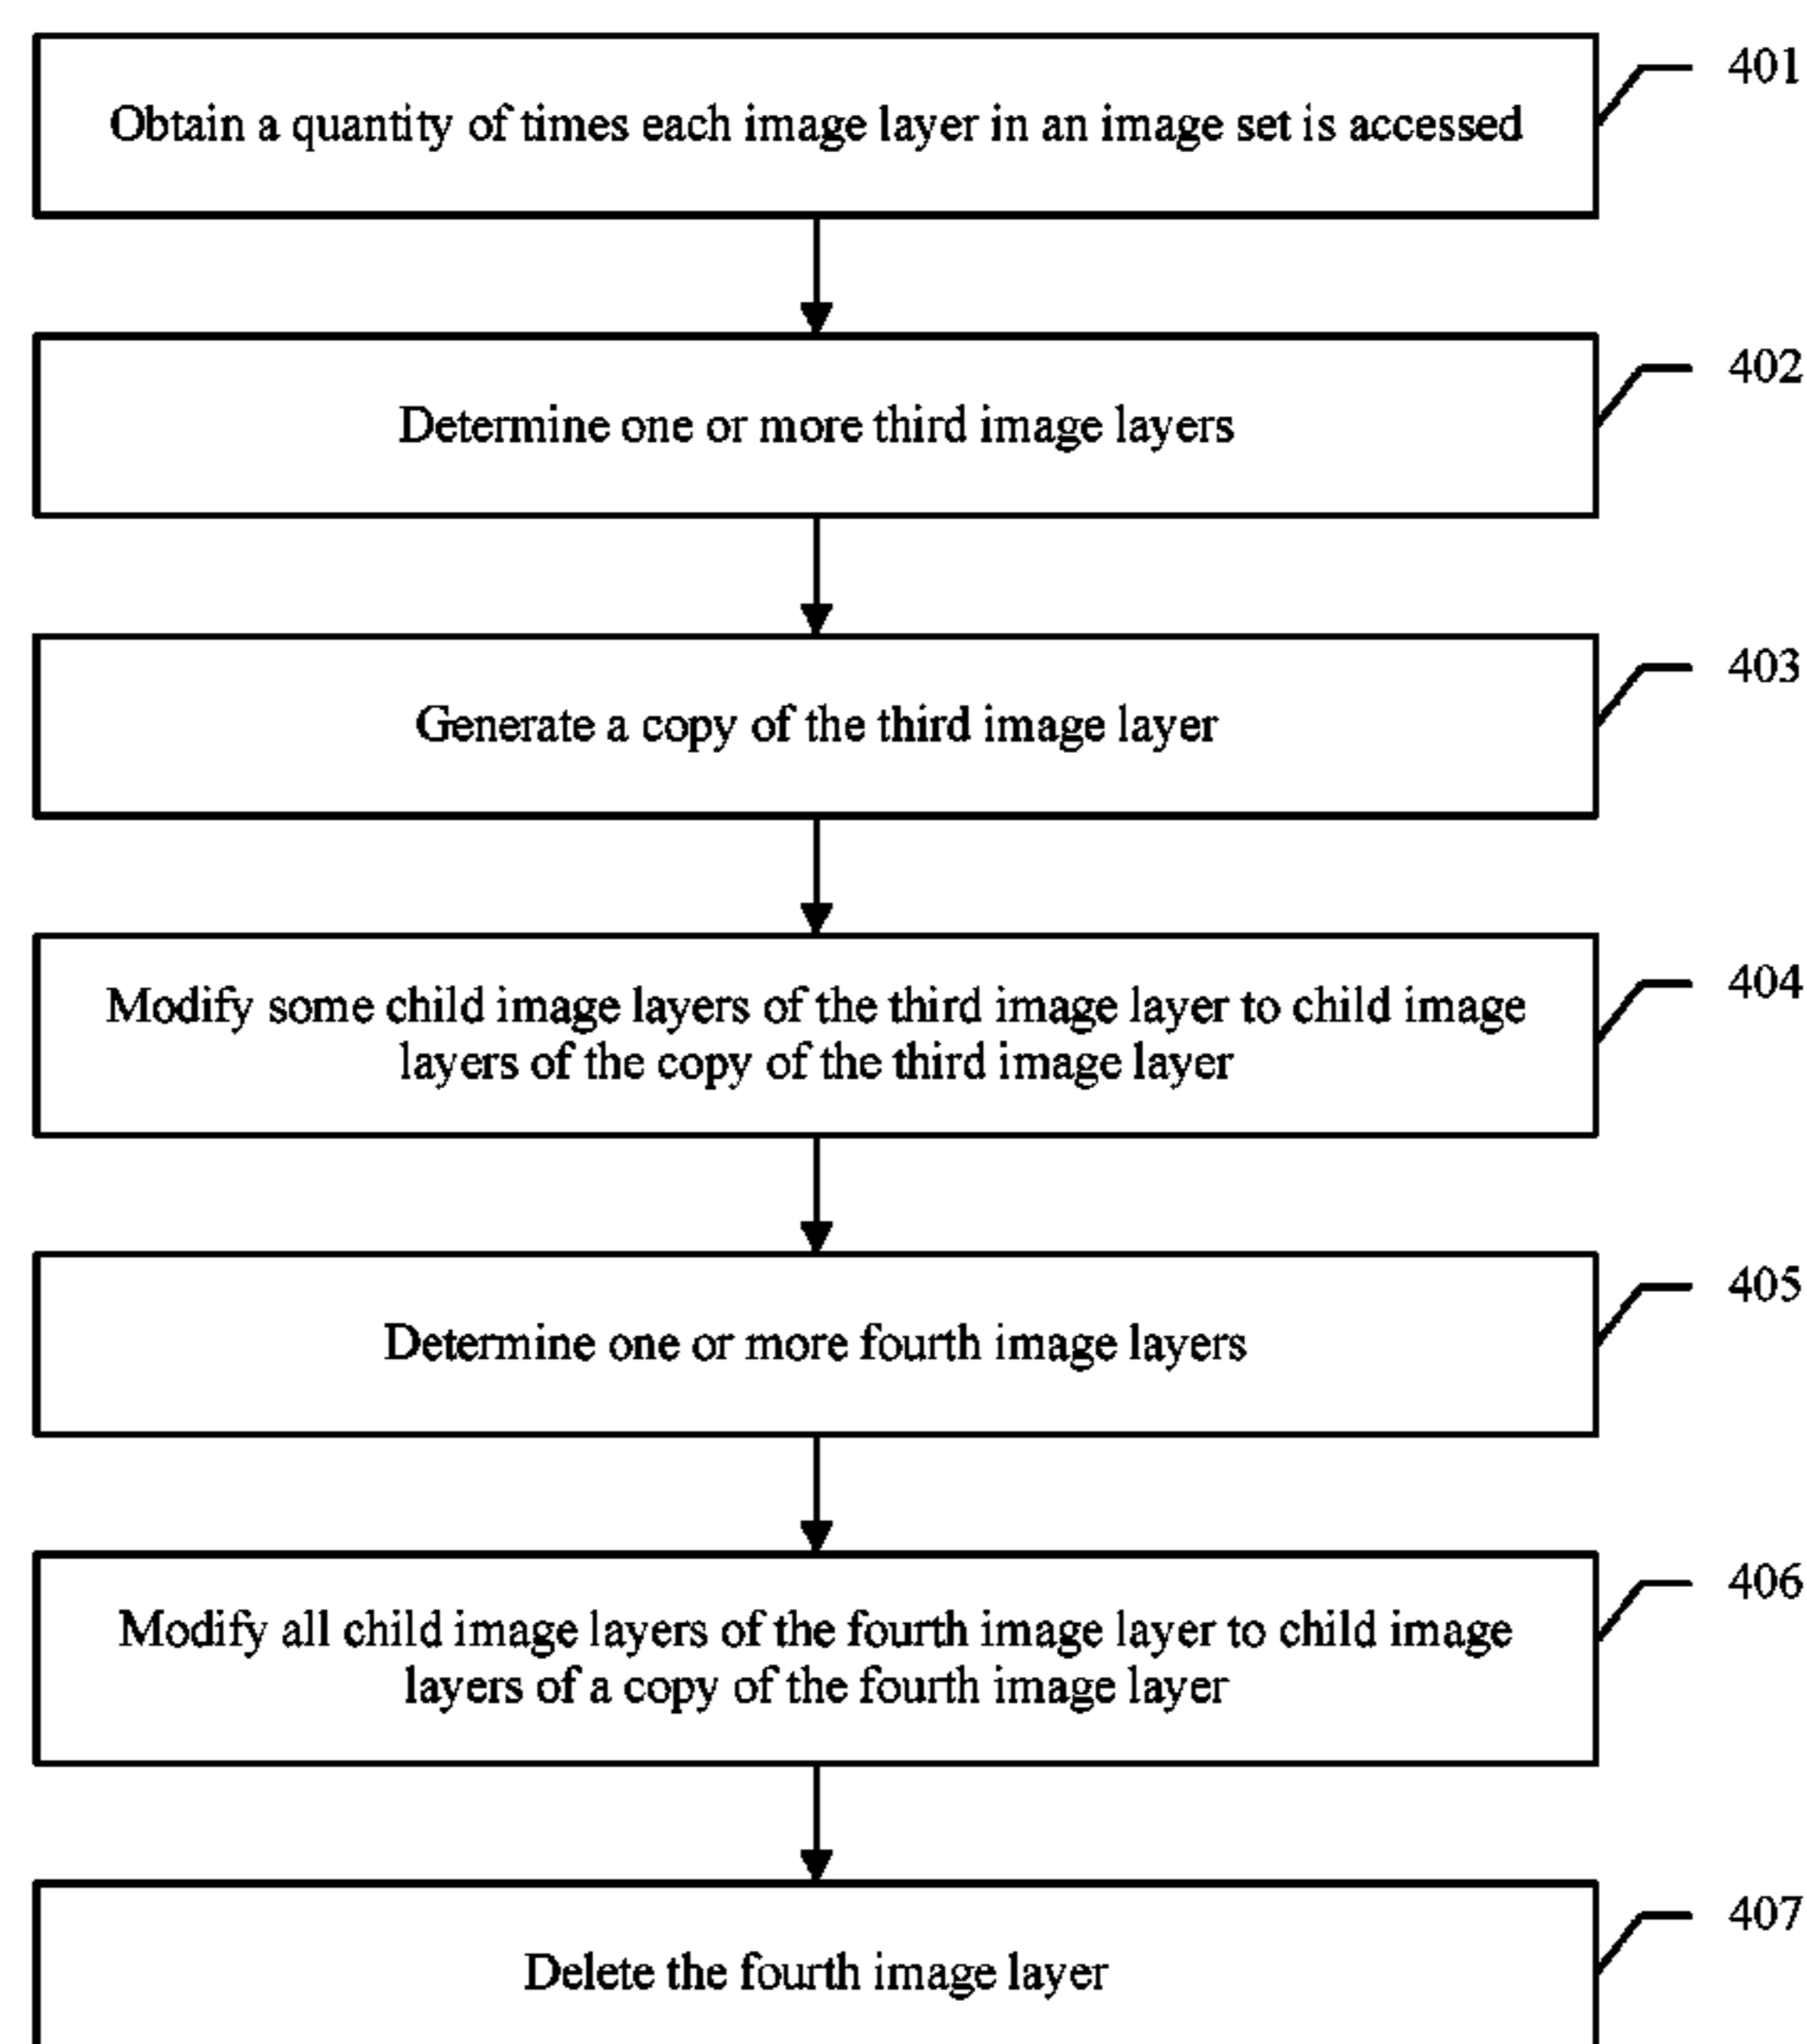 401
Obtain a quantity of times each image layer in an image set is accessed
402
Determine one or more third image layers
403
Generate a copy of the third image layer
404
Modify some child image layers of the third image layer to child image
layers of the copy of the third image layer
405
Determine one or more fourth image layers
406
Modify all child image layers of the fourth image layer to child image
layers of a copy of the fourth image layer
407
Delete the fourth image layer